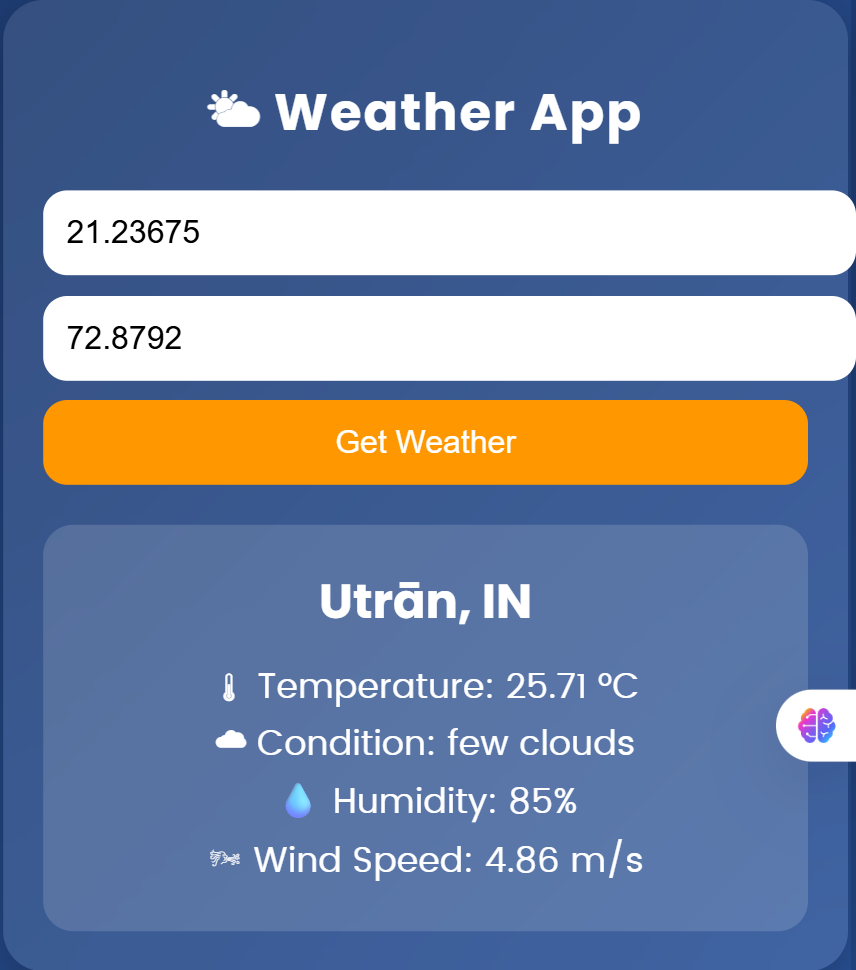 Weather App
21.23675
72.8792
Get Weather
Utrān, IN
Temperature: 25.71 °C
Condition: few clouds
Humidity: 85%
Wind Speed: 4.86 m/s